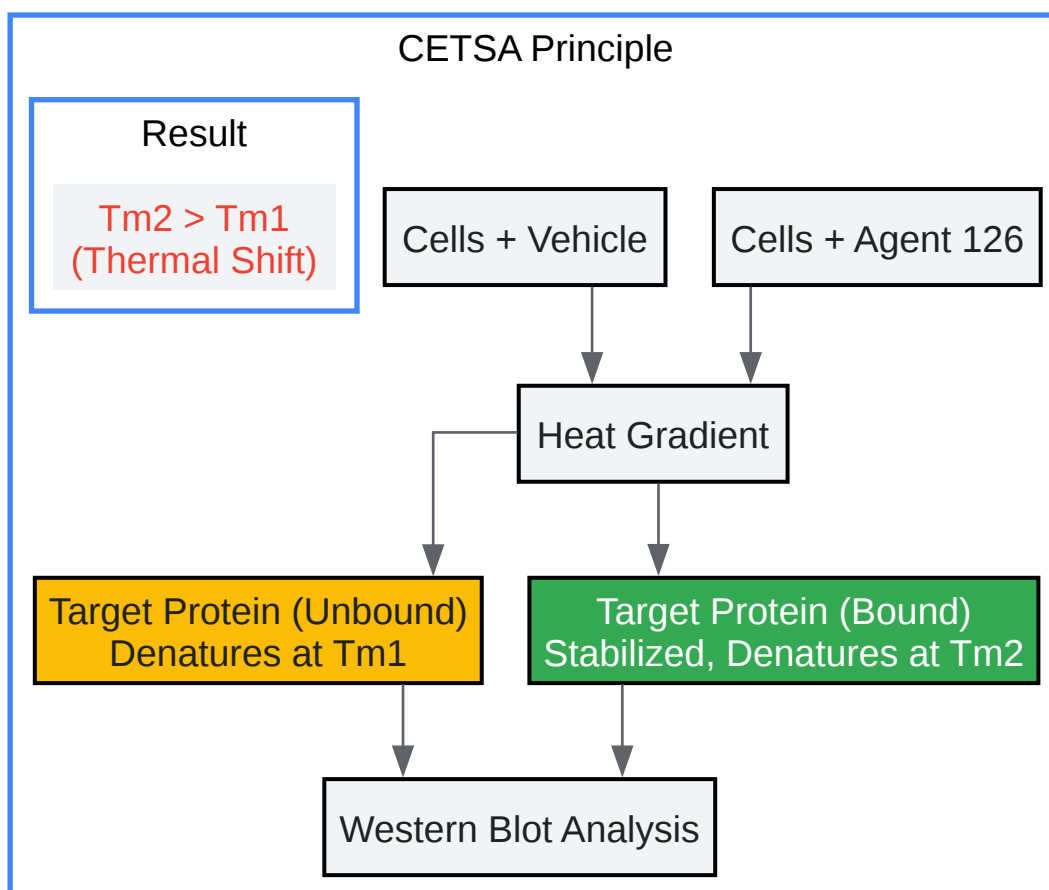 CETSA Principle
Result
Tm2 > Tm1
(Thermal Shift)
Cells + Vehicle
Cells + Agent 126
Heat Gradient
Target Protein (Unbound)
Denatures at Tm1
Target Protein (Bound)
Stabilized, Denatures at Tm2
Western Blot Analysis